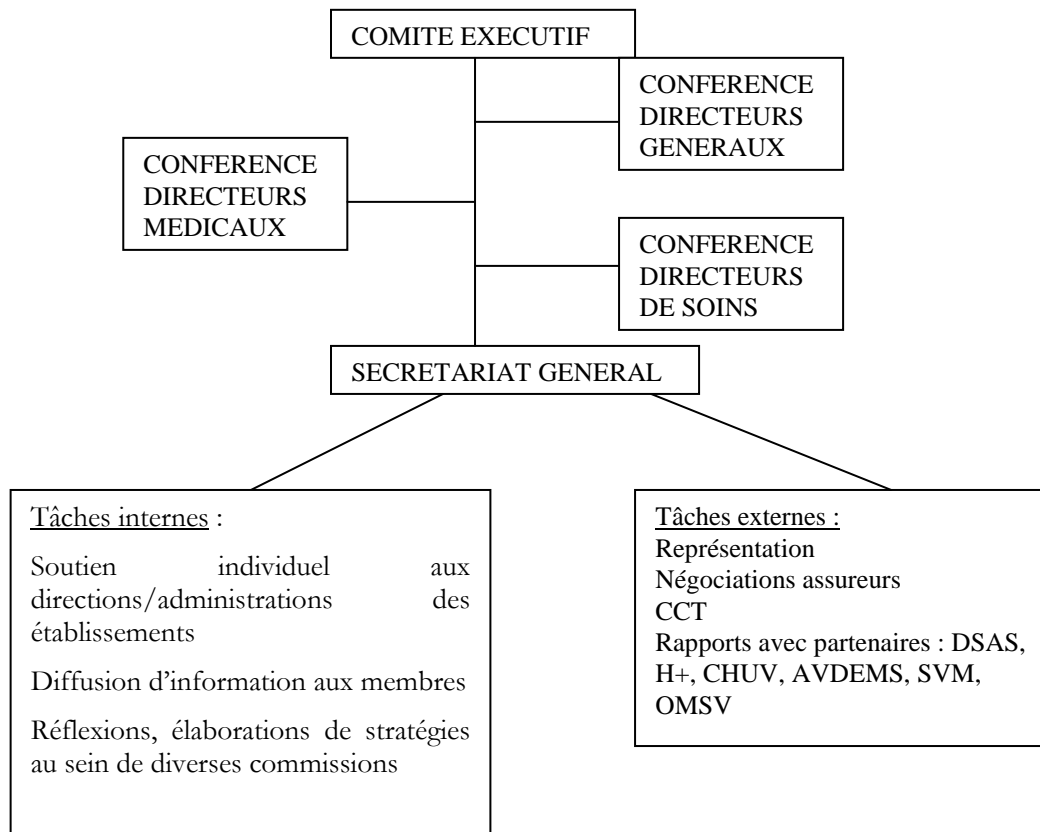 COMITE EXECUTIF
CONFERENCE
DIRECTEURS
GENERAUX
CONFERENCE
DIRECTEURS
MEDICAUX
CONFERENCE
DIRECTEURS
DE SOINS
SECRETARIAT GENERAL
Tâches internes :
Soutien individuel aux
directions/administrations des
établissements
Diffusion d’information aux membres
Réflexions, élaborations de stratégies
au sein de diverses commissions
Tâches externes :
Représentation
Négociations assureurs
CCT
Rapports avec partenaires : DSAS,
H+, CHUV, AVDEMS, SVM,
OMSV